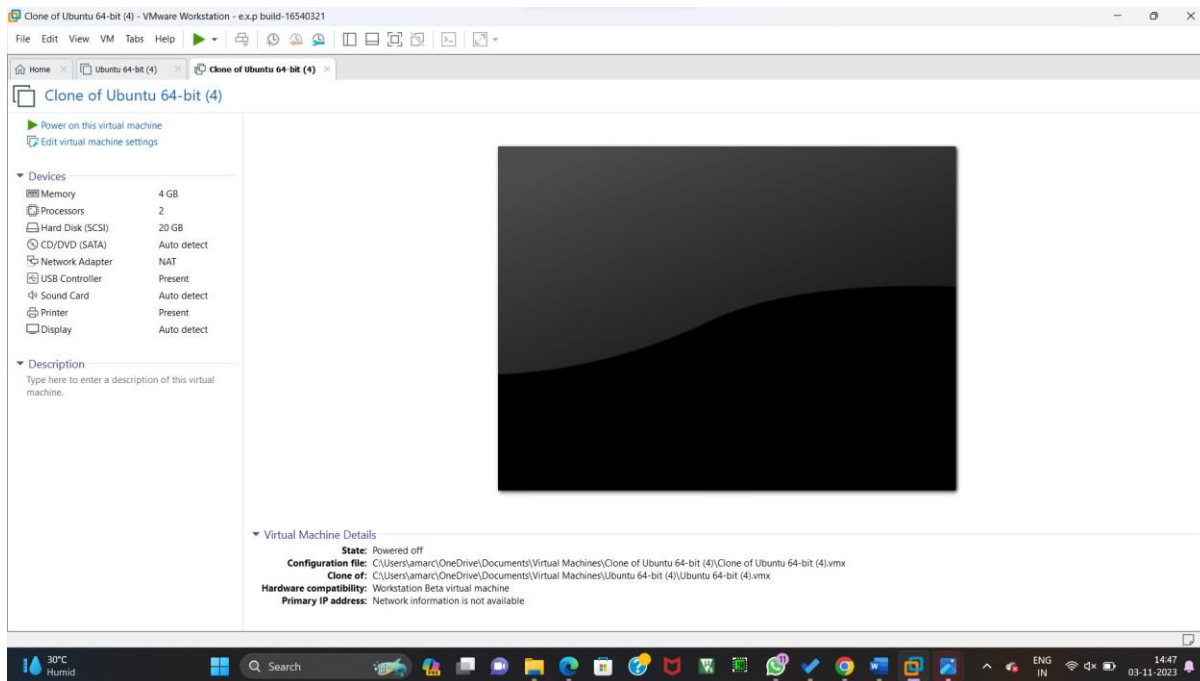 Clone of Ubuntu 64-bit (4) - VMware Workstation - e.x.p build-16540321
File Edit View VM Tabs Help
Home Ubuntu 64-bit (4) Clone of Ubuntu 64-bit (4)
Clone of Ubuntu 64-bit (4)
Power on this virtual machine
Edit virtual machine settings
Devices
Memory 4 GB
Processors 2
Hard Disk (SCSI) 20 GB
CD/DVD (SATA) Auto detect
Network Adapter NAT
USB Controller Present
Sound Card Auto detect
Printer Present
Display Auto detect
Description
Type here to enter a description of this virtual
machine.
Virtual Machine Details
State: Powered off
Configuration file: C:\Users\amarc\OneDrive\Documents\Virtual Machines\Clone of Ubuntu 64-bit (4)\Clone of Ubuntu 64-bit (4).vmx
Clone of: C:\Users\amarc\OneDrive\Documents\Virtual Machines\Ubuntu 64-bit (4)\Ubuntu 64-bit (4).vmx
Hardware compatibility: Workstation Beta virtual machine
Primary IP address: Network information is not available
30°C
Humid
Search
ENG
IN
14:47
03-11-2023